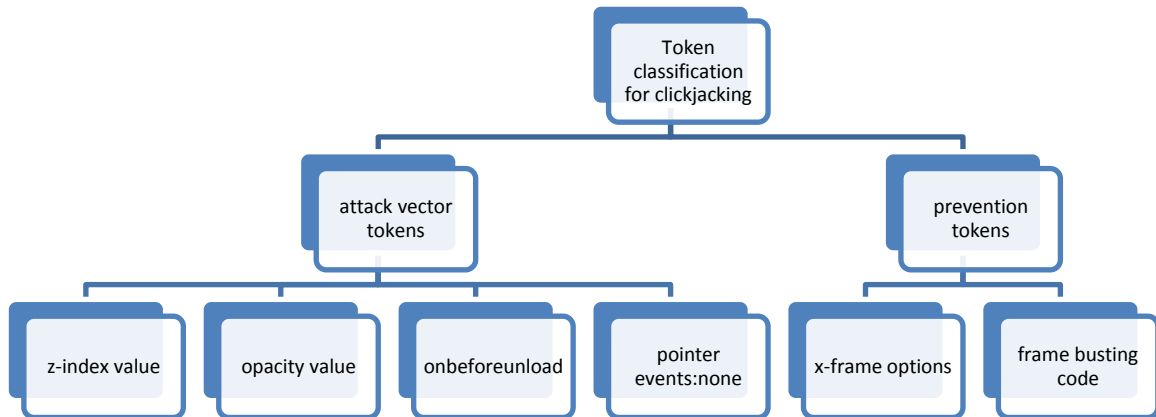 Token
classification
for clickjacking
attack vector
tokens
prevention
tokens
z-index value
opacity value
onbeforeunload
pointer
events:none
x-frame options
frame busting
code